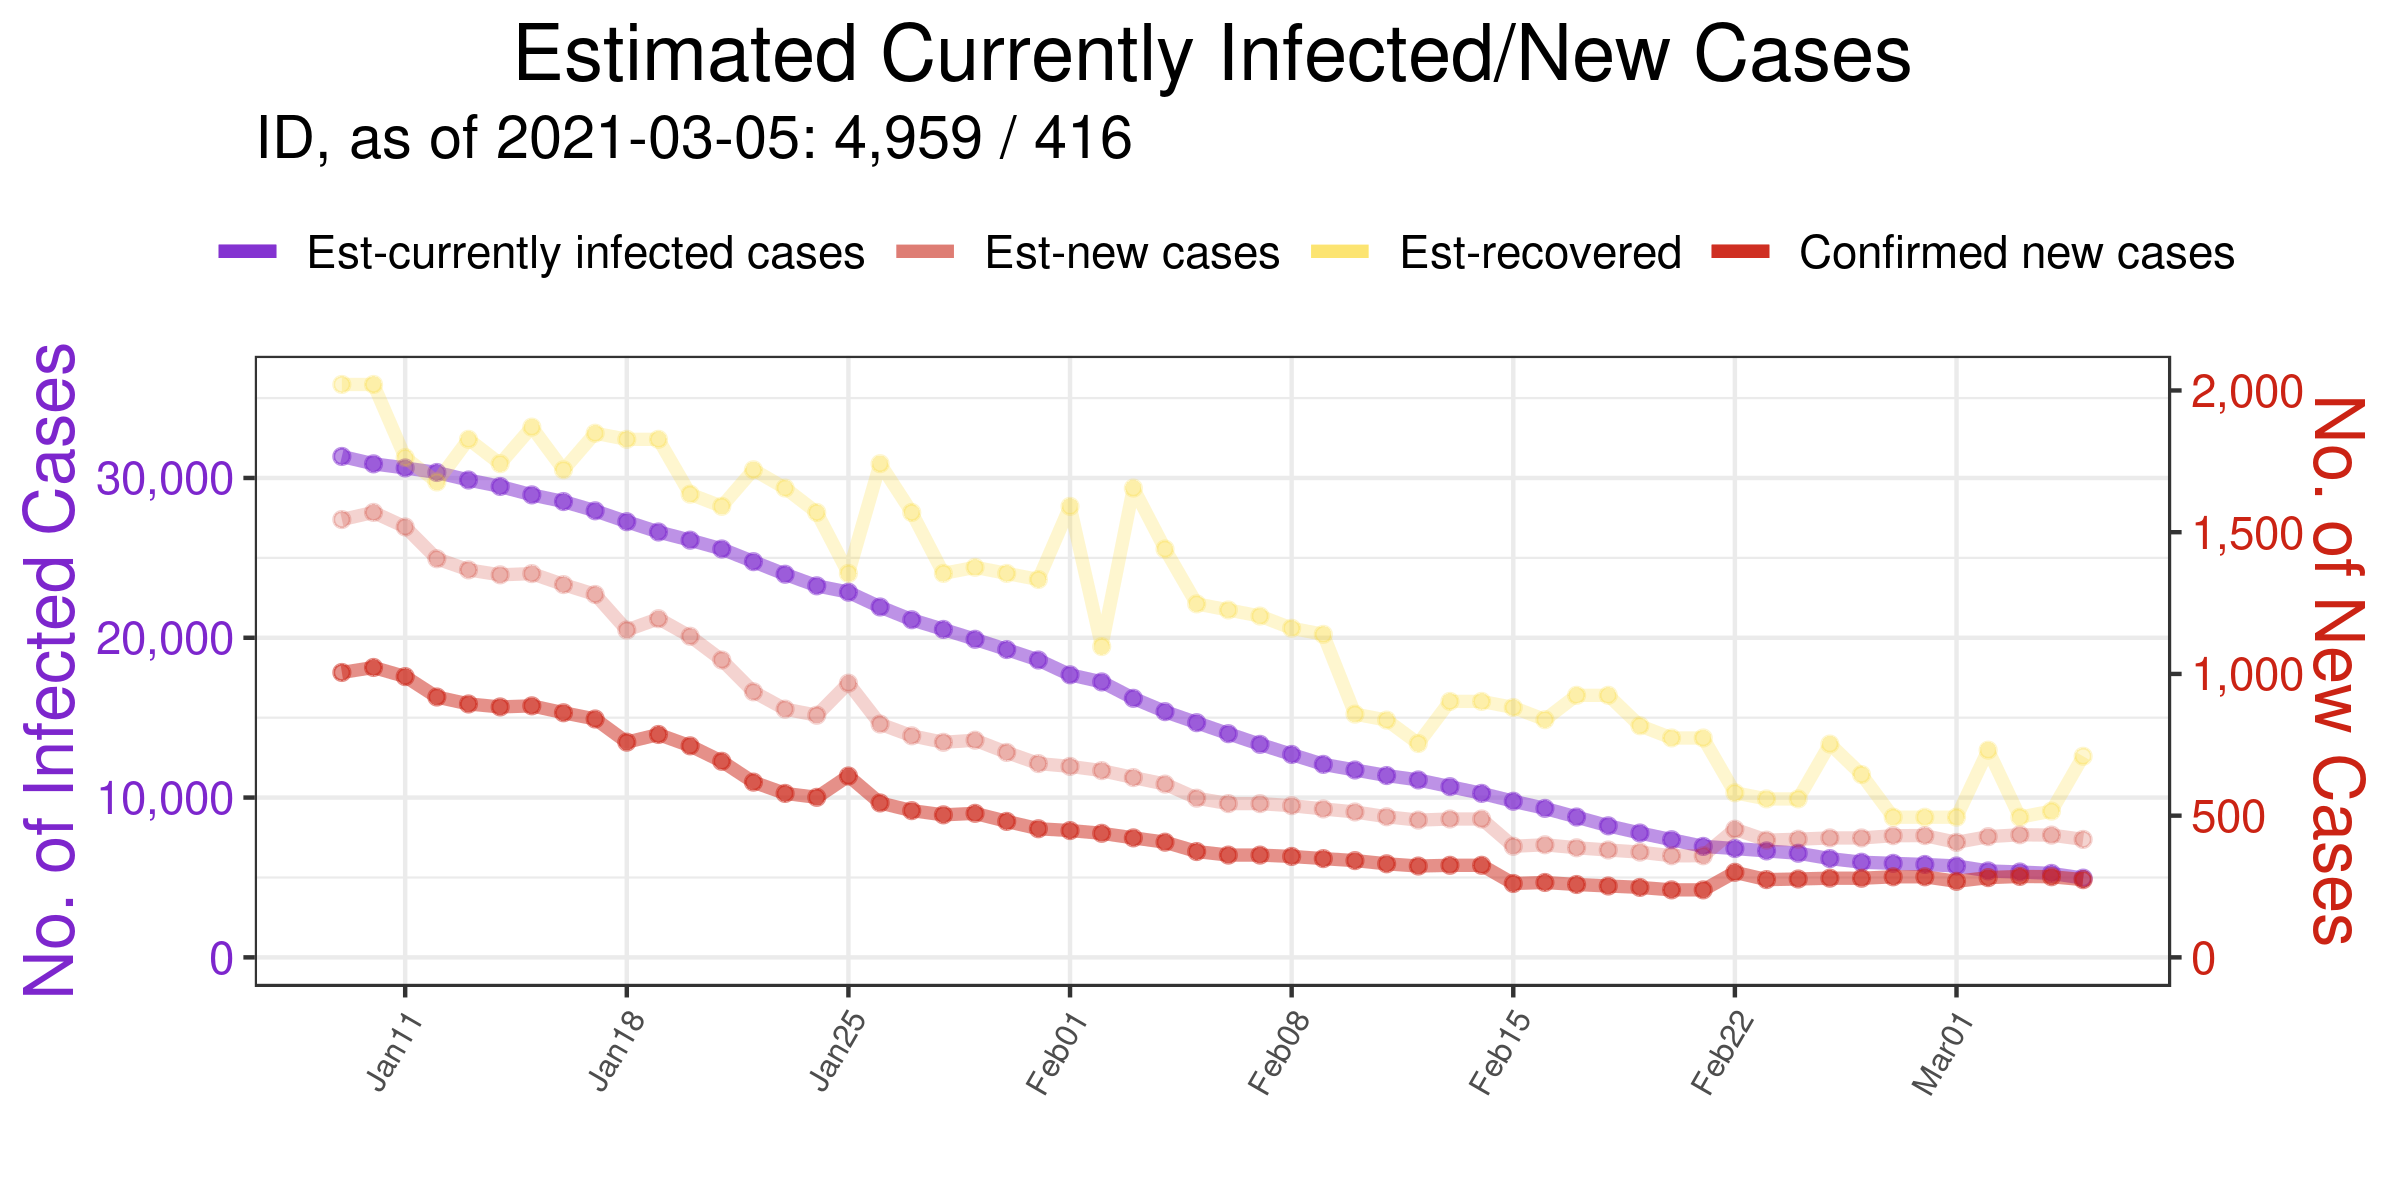 Estimated Currently Infected/New Cases
ID, as of 2021-03-05: 4,959 / 416
Est-currently infected cases Est-new cases Est-recovered Confirmed new cases
No. of Infected Cases
30,000
20,000
10,000
0
2,000
1,500
1,000
500
0
No. of New Cases
Jan11 Jan18 Jan25 Feb01 Feb08 Feb15 Feb22 Mar01